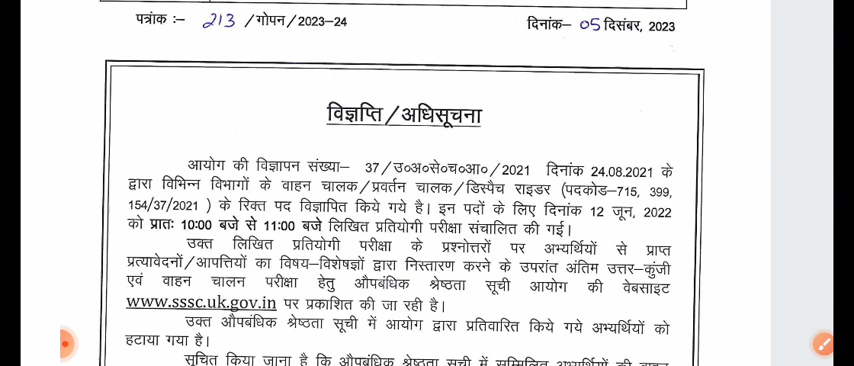 पत्रांक :– 213 /गोपन/2023–24
दिनांक– 05 दिसंबर, 2023
विज्ञप्ति/अधिसूचना
आयोग की विज्ञापन संख्या– 37/उ०अ०से०च०आ०/2021 दिनांक 24.08.2021 के
द्वारा विभिन्न विभागों के वाहन चालक/प्रवर्तन चालक/डिस्पैच राइडर (पदकोड–715, 399,
154/37/2021 ) के रिक्त पद विज्ञापित किये गये है। इन पदों के लिए दिनांक 12 जून, 2022
को प्रातः 10:00 बजे से 11:00 बजे लिखित प्रतियोगी परीक्षा संचालित की गई।
उक्त लिखित प्रतियोगी परीक्षा के प्रश्नोत्तरों पर अभ्यर्थियों से प्राप्त
प्रत्यावेदनों/आपत्तियों का विषय–विशेषज्ञों द्वारा निस्तारण करने के उपरांत अंतिम उत्तर–कुंजी
एवं वाहन चालन परीक्षा हेतु औपबंधिक श्रेष्ठता सूची आयोग की वेबसाइट
www.sssc.uk.gov.in पर प्रकाशित की जा रही है।
उक्त औपबंधिक श्रेष्ठता सूची में आयोग द्वारा प्रतिवारित किये गये अभ्यर्थियों को
हटाया गया है।
सूचित किया जाना है कि औपबंधिक श्रेष्ठता सूची में सम्मिलित अभ्यर्थियों की वाहन